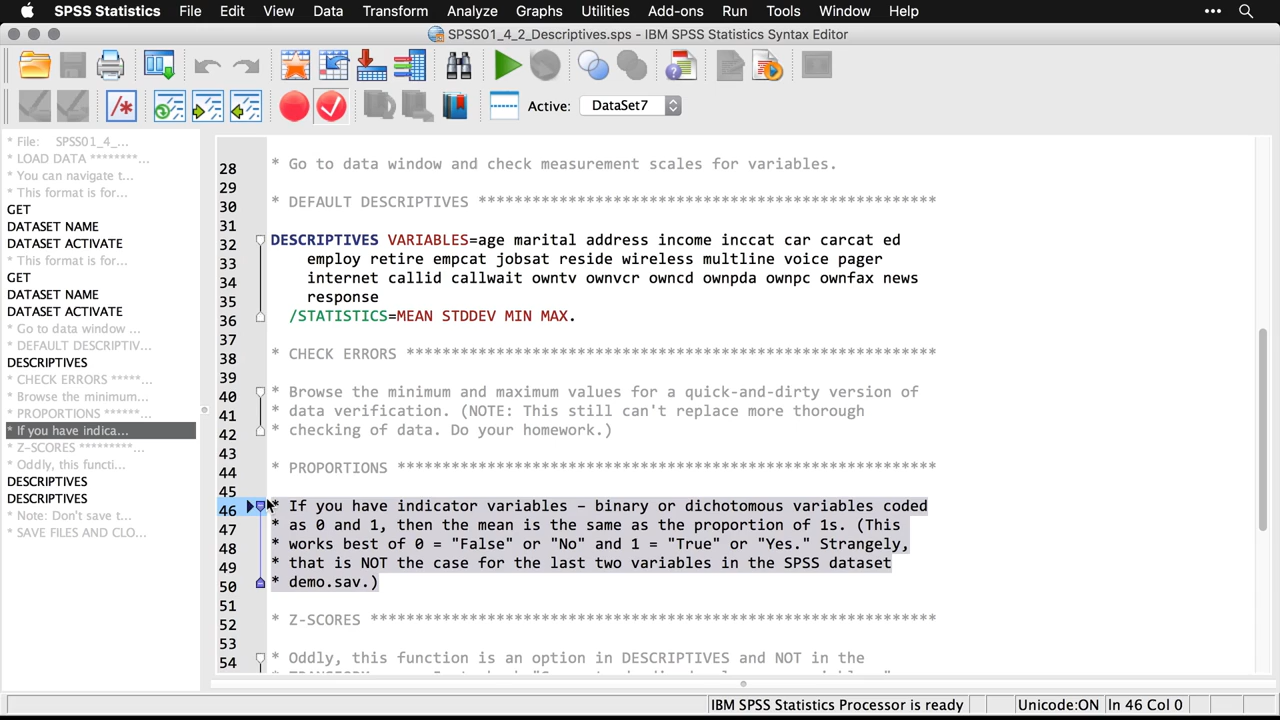 SPSS Statistics File Edit View Data Transform Analyze Graphs Utilities Add-ons Run Tools Window Help
SPSS01_4_2_Descriptives.sps - IBM SPSS Statistics Syntax Editor
Active: DataSet7
* File: SPSS01_4_...
* LOAD DATA ********...
* You can navigate t...
* This format is for...
GET
DATASET NAME
DATASET ACTIVATE
* This format is for...
GET
DATASET NAME
DATASET ACTIVATE
* Go to data window ...
* DEFAULT DESCRIPTIV...
DESCRIPTIVES
* CHECK ERRORS *****...
* Browse the minimum...
* PROPORTIONS ******...
* If you have indica...
* Z-SCORES *********...
* Oddly, this functi...
DESCRIPTIVES
DESCRIPTIVES
* Note: Don't save t...
* SAVE FILES AND CLO...
28 * Go to data window and check measurement scales for variables.
29
30 * DEFAULT DESCRIPTIVES ***************************************************
31
32 DESCRIPTIVES VARIABLES=age marital address income inccat car carcat ed
33 employ retire empcat jobsat reside wireless multline voice pager
34 internet callid callwait owntv ownvcr owncd ownpda ownpc ownfax news
35 response
36 /STATISTICS=MEAN STDDEV MIN MAX.
37
38 * CHECK ERRORS ***********************************************************
39
40 * Browse the minimum and maximum values for a quick-and-dirty version of
41 * data verification. (NOTE: This still can't replace more thorough
42 * checking of data. Do your homework.)
43
44 * PROPORTIONS ************************************************************
45
46 * If you have indicator variables – binary or dichotomous variables coded
47 * as 0 and 1, then the mean is the same as the proportion of 1s. (This
48 * works best of 0 = "False" or "No" and 1 = "True" or "Yes." Strangely,
49 * that is NOT the case for the last two variables in the SPSS dataset
50 * demo.sav.)
51
52 * Z-SCORES ***************************************************************
53
54 * Oddly, this function is an option in DESCRIPTIVES and NOT in the
IBM SPSS Statistics Processor is ready Unicode:ON In 46 Col 0